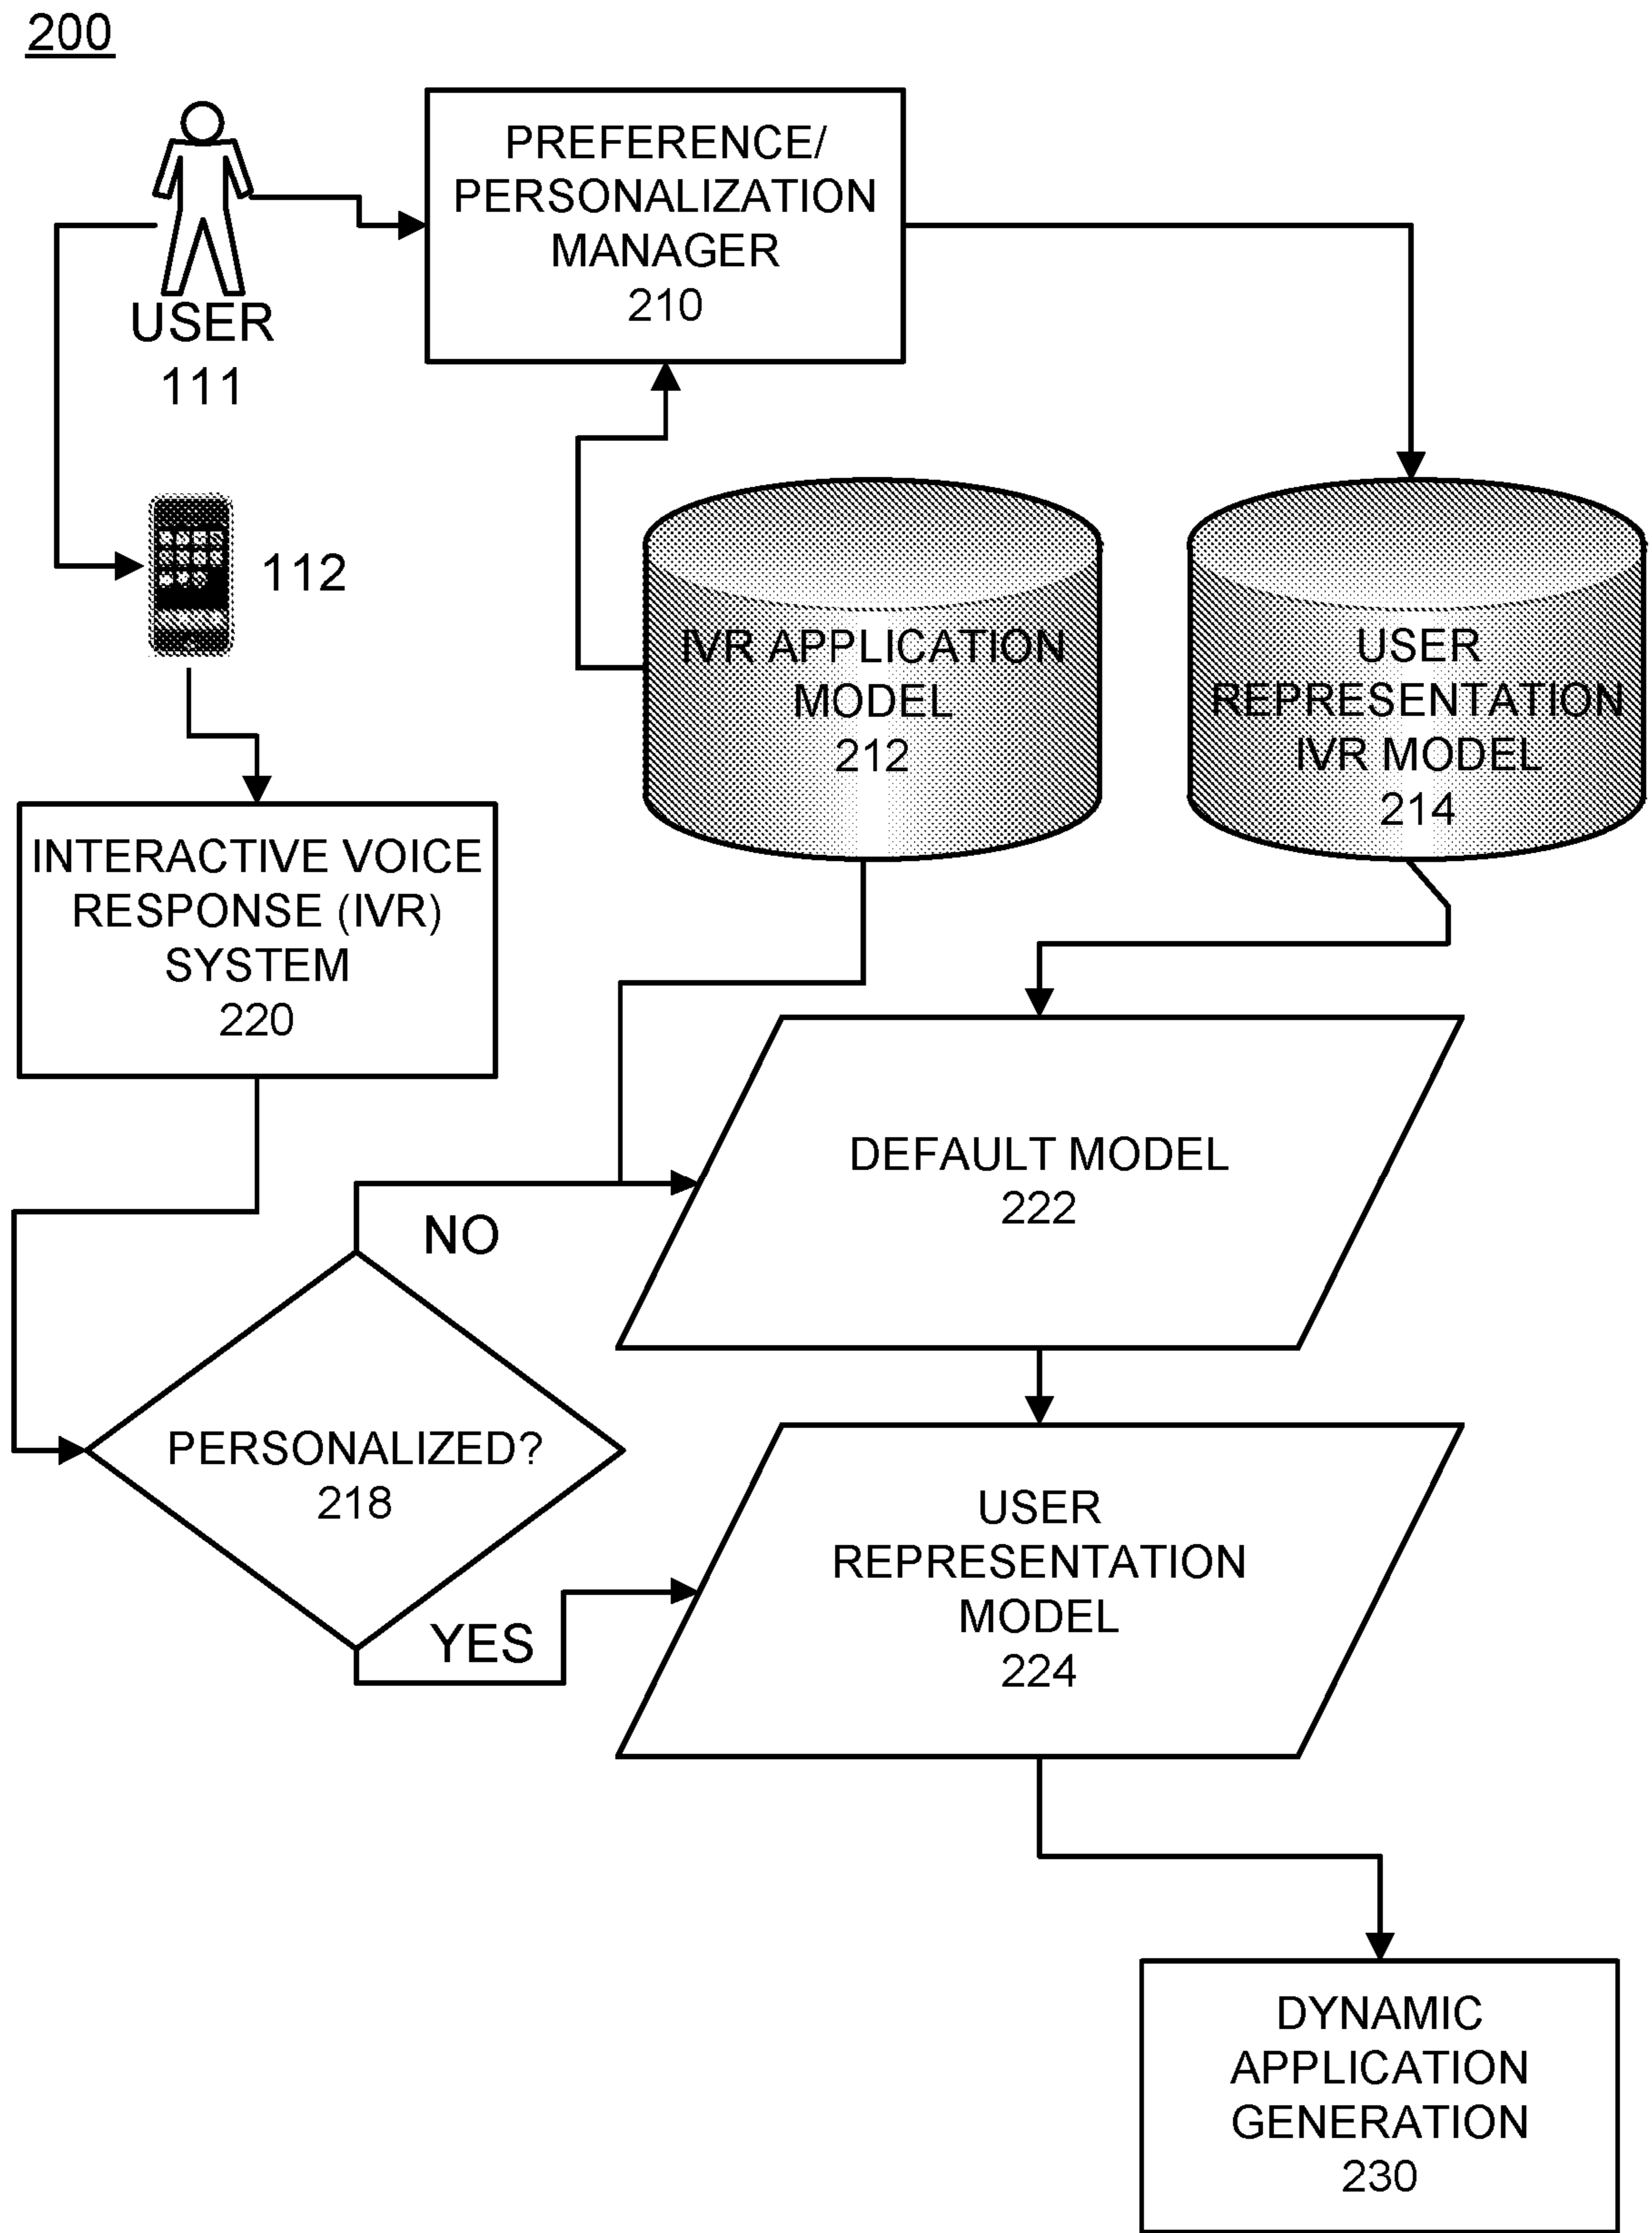 200
PREFERENCE/
PERSONALIZATION
MANAGER
210
USER
111
112
IVR APPLICATION
MODEL
212
USER
REPRESENTATION
IVR MODEL
214
INTERACTIVE VOICE
RESPONSE (IVR)
SYSTEM
220
DEFAULT MODEL
222
NO
PERSONALIZED?
218
YES
USER
REPRESENTATION
MODEL
224
DYNAMIC
APPLICATION
GENERATION
230